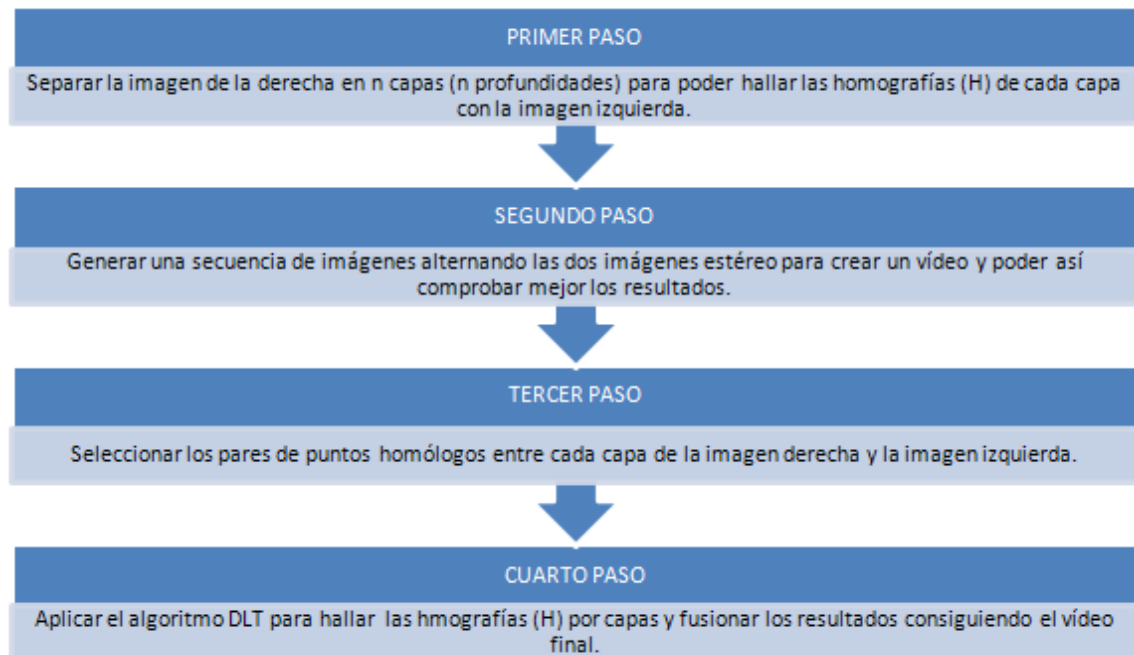 PRIMER PASO
Separar la imagen de la derecha en n capas (n profundidades) para poder hallar las homografías (H) de cada capa
con la imagen izquierda.
SEGUNDO PASO
Generar una secuencia de imágenes alternando las dos imágenes estéreo para crear un vídeo y poder así
comprobar mejor los resultados.
TERCER PASO
Seleccionar los pares de puntos homólogos entre cada capa de la imagen derecha y la imagen izquierda.
CUARTO PASO
Aplicar el algoritmo DLT para hallar las hmografías (H) por capas y fusionar los resultados consiguiendo el vídeo
final.